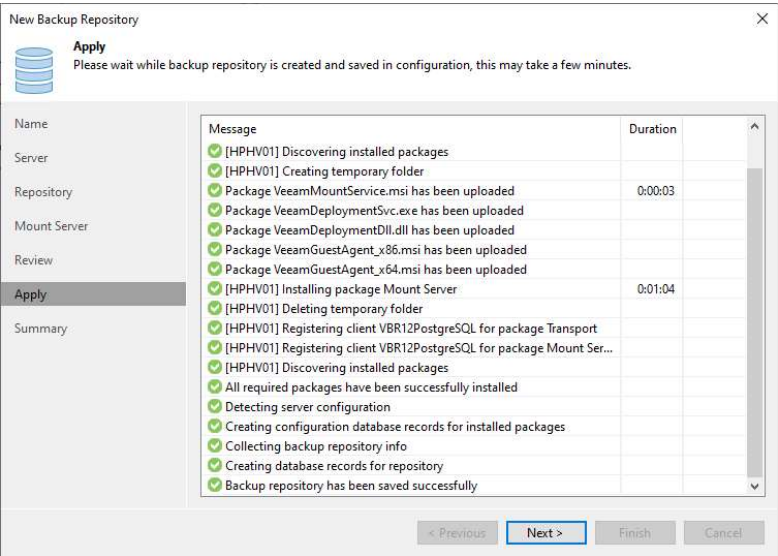 New Backup Repository
Apply
Please wait while backup repository is created and saved in configuration, this may take a few minutes.
Name
Server
Repository
Mount Server
Review
Apply
Summary
Message Duration
[HPHV01] Discovering installed packages
[HPHV01] Creating temporary folder
Package VeeamMountService.msi has been uploaded 0:00:03
Package VeeamDeploymentSvc.exe has been uploaded
Package VeeamDeploymentDll.dll has been uploaded
Package VeeamGuestAgent_x86.msi has been uploaded
Package VeeamGuestAgent_x64.msi has been uploaded
[HPHV01] Installing package Mount Server 0:01:04
[HPHV01] Deleting temporary folder
[HPHV01] Registering client VBR12PostgreSQL for package Transport
[HPHV01] Registering client VBR12PostgreSQL for package Mount Ser...
[HPHV01] Discovering installed packages
All required packages have been successfully installed
Detecting server configuration
Creating configuration database records for installed packages
Collecting backup repository info
Creating database records for repository
Backup repository has been saved successfully
< Previous Next > Finish Cancel